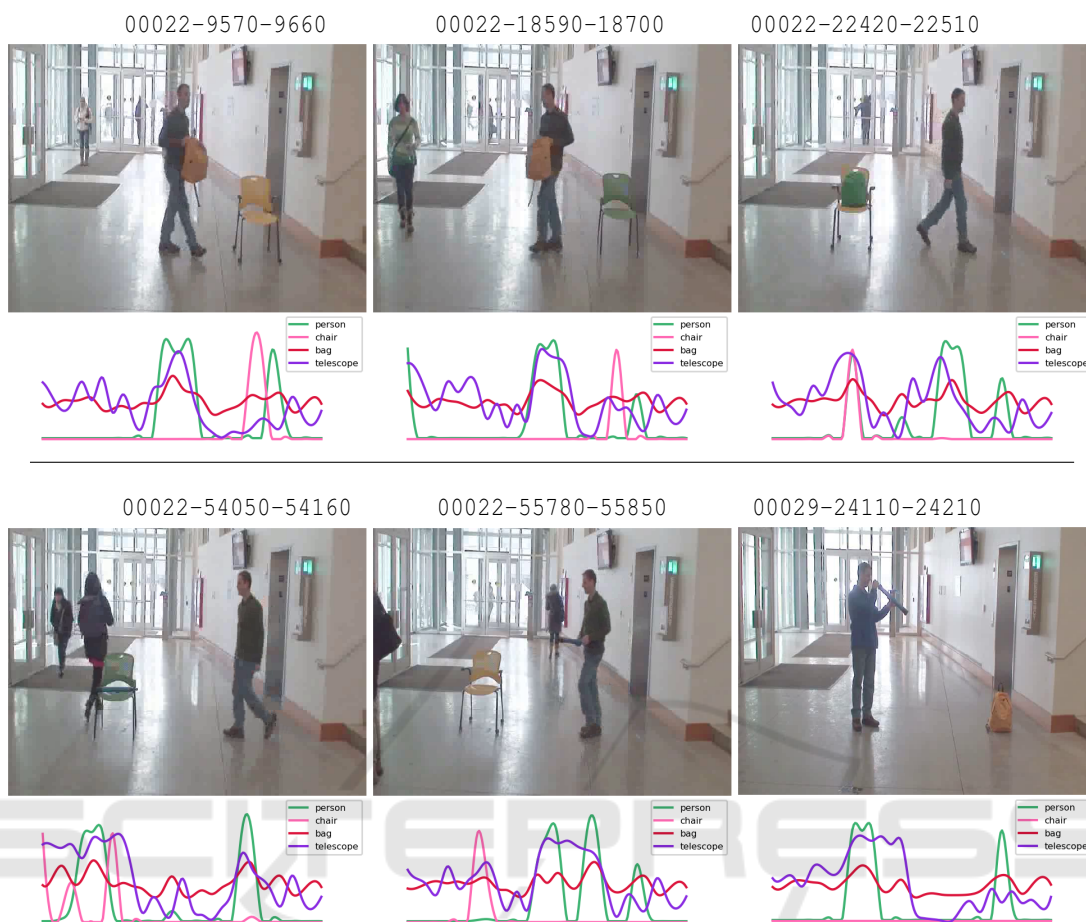 00022-9570-9660
00022-18590-18700
00022-22420-22510
person
chair
bag
telescope
person
chair
bag
telescope
person
chair
bag
telescope
00022-54050-54160
00022-55780-55850
00029-24110-24210
person
chair
bag
telescope
person
chair
bag
telescope
person
chair
bag
telescope